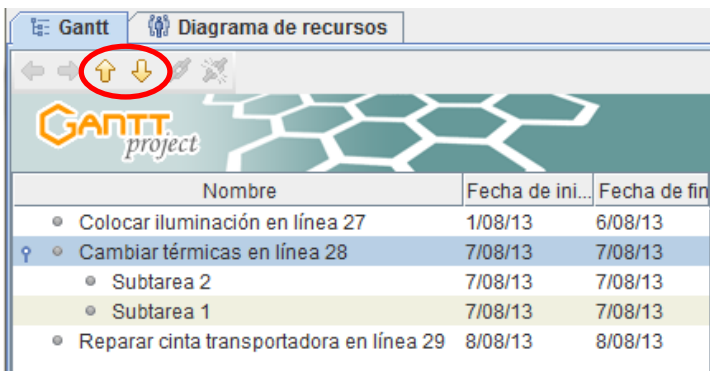 Gantt Diagrama de recursos
GANTT
project
Nombre Fecha de ini... Fecha de fin
Colocar iluminación en línea 27 1/08/13 6/08/13
Cambiar térmicas en línea 28 7/08/13 7/08/13
Subtarea 2 7/08/13 7/08/13
Subtarea 1 7/08/13 7/08/13
Reparar cinta transportadora en línea 29 8/08/13 8/08/13